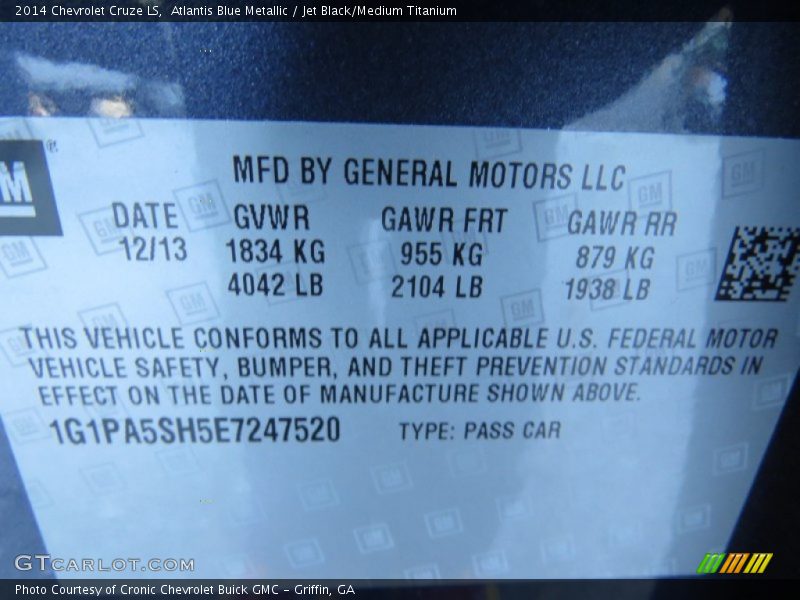 2014 Chevrolet Cruze LS,  Atlantis Blue Metallic / Jet Black/Medium Titanium
GM ®
MFD BY GENERAL MOTORS LLC
DATE GVWR GAWR FRT GAWR RR
12/13 1834 KG 955 KG 879 KG
4042 LB 2104 LB 1938 LB
THIS VEHICLE CONFORMS TO ALL APPLICABLE U.S. FEDERAL MOTOR
VEHICLE SAFETY, BUMPER, AND THEFT PREVENTION STANDARDS IN
EFFECT ON THE DATE OF MANUFACTURE SHOWN ABOVE.
1G1PA5SH5E7247520 TYPE: PASS CAR
GTCARLOT.COM
Photo Courtesy of Cronic Chevrolet Buick GMC – Griffin, GA